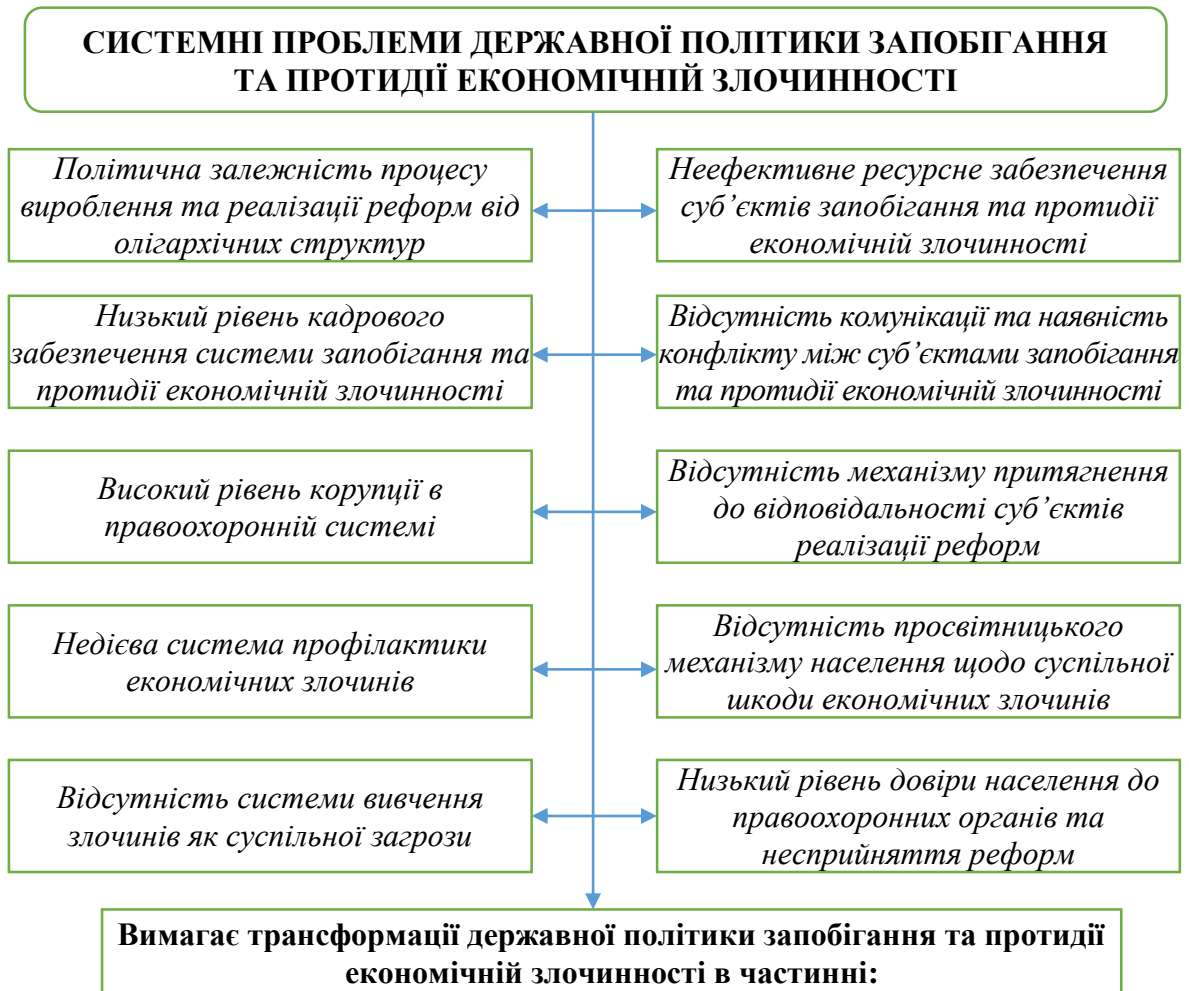 СИСТЕМНІ ПРОБЛЕМИ ДЕРЖАВНОЇ ПОЛІТИКИ ЗАПОБІГАННЯ
ТА ПРОТИДІЇ ЕКОНОМІЧНІЙ ЗЛОЧИННОСТІ
Політична залежність процесу
вироблення та реалізації реформ від
олігархічних структур
Неефективне ресурсне забезпечення
суб’єктів запобігання та протидії
економічній злочинності
Низький рівень кадрового
забезпечення системи запобігання та
протидії економічній злочинності
Відсутність комунікації та наявність
конфлікту між суб’єктами запобігання
та протидії економічній злочинності
Високий рівень корупції в
правоохоронній системі
Відсутність механізму притягнення
до відповідальності суб’єктів
реалізації реформ
Недієва система профілактики
економічних злочинів
Відсутність просвітницького
механізму населення щодо суспільної
шкоди економічних злочинів
Відсутність системи вивчення
злочинів як суспільної загрози
Низький рівень довіри населення до
правоохоронних органів та
несприйняття реформ
Вимагає трансформації державної політики запобігання та протидії
економічній злочинності в частинні: